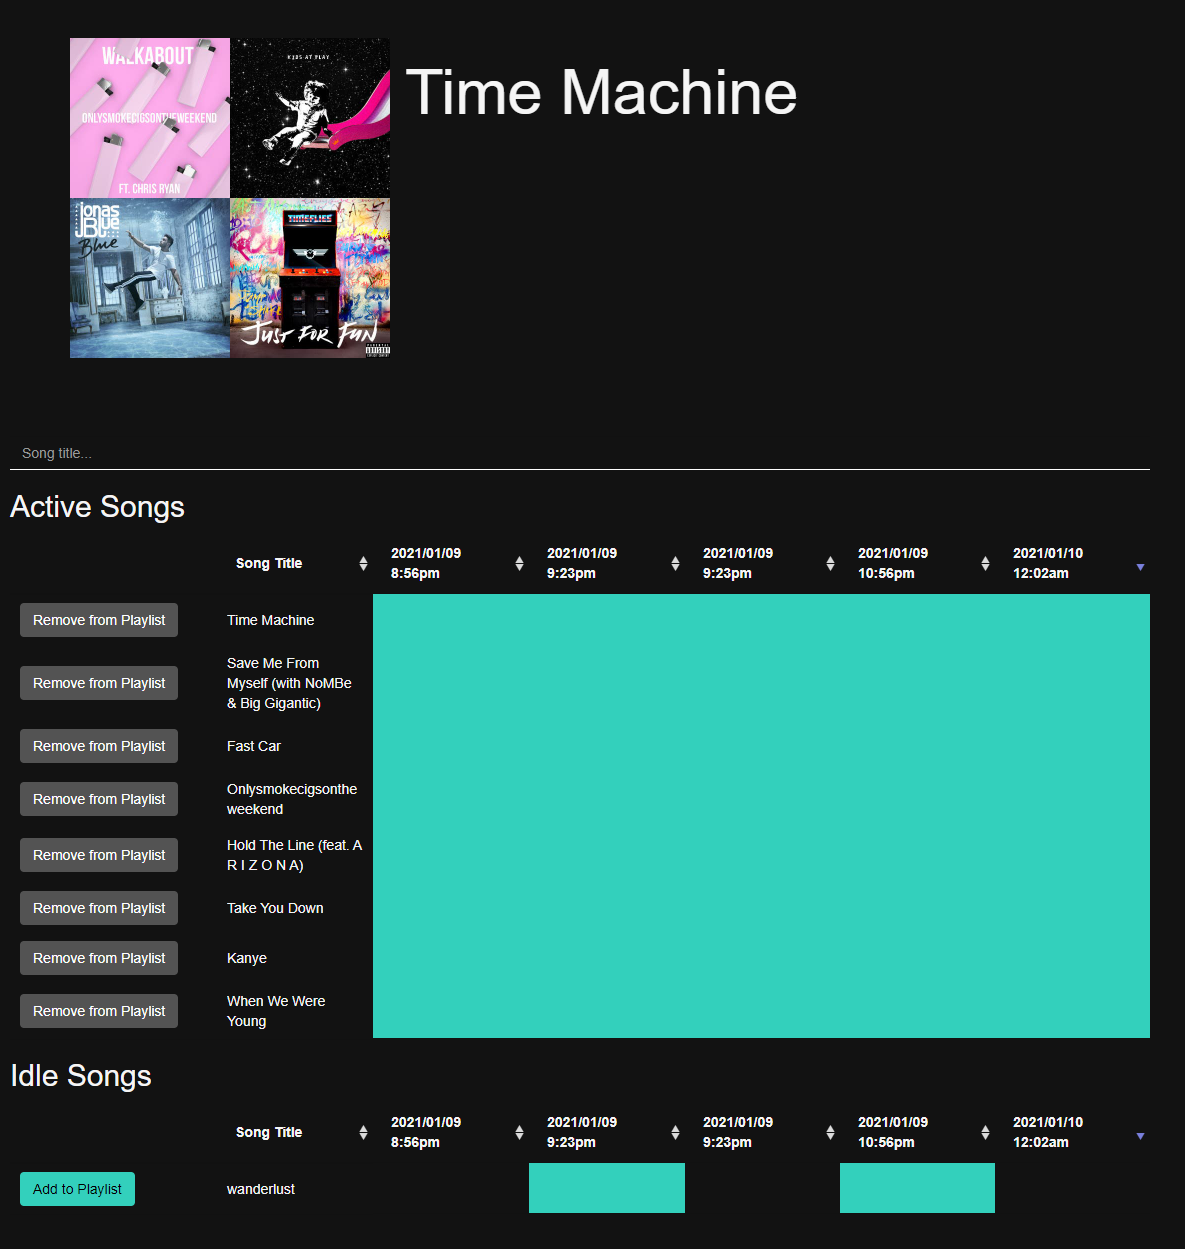 WALKABOUT
ONLYSMOKECIGSONTHEWEEKEND
FT. CHRIS RYAN
KIDS AT PLAY
Jonas
Blue
Blue
TIMEFLIES
JUST FOR FUN
Time Machine
Song title...
Active Songs
Song Title
2021/01/09
8:56pm
2021/01/09
9:23pm
2021/01/09
9:23pm
2021/01/09
10:56pm
2021/01/10
12:02am
Remove from Playlist
Time Machine
Remove from Playlist
Save Me From
Myself (with NoMBe
& Big Gigantic)
Remove from Playlist
Fast Car
Remove from Playlist
Onlysmokecigsonthe
weekend
Remove from Playlist
Hold The Line (feat. A
R I Z O N A)
Remove from Playlist
Take You Down
Remove from Playlist
Kanye
Remove from Playlist
When We Were
Young
Idle Songs
Song Title
2021/01/09
8:56pm
2021/01/09
9:23pm
2021/01/09
9:23pm
2021/01/09
10:56pm
2021/01/10
12:02am
Add to Playlist
wanderlust